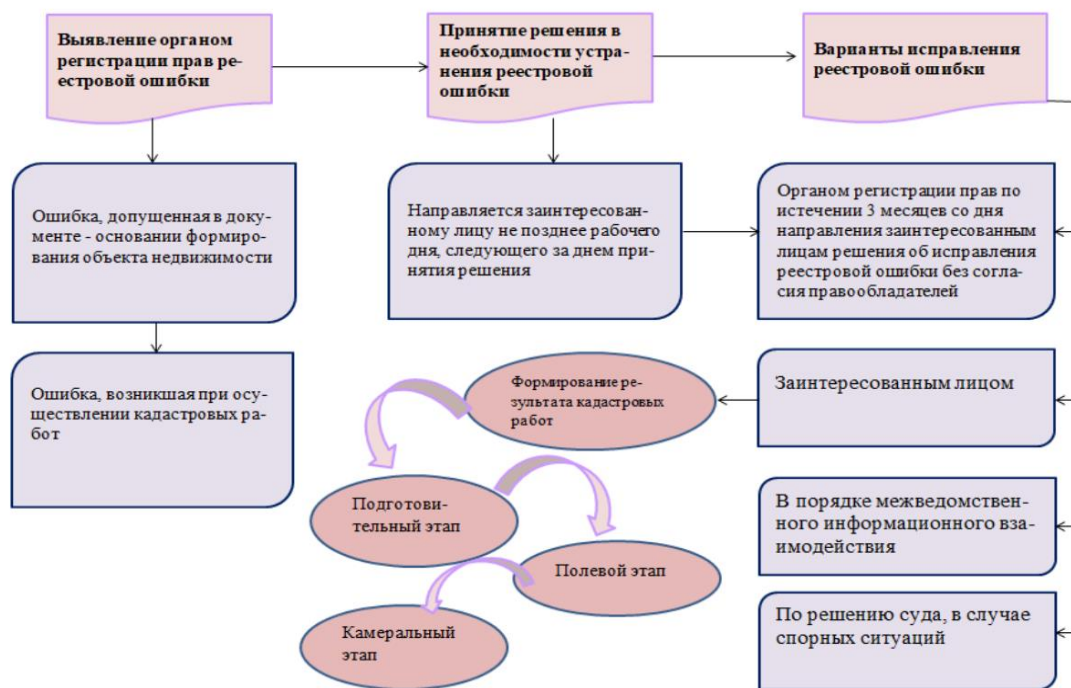 Выявление органом
регистрации прав ре-
естровой ошибки
Принятие решения в
необходимости устра-
нения реестровой
ошибки
Варианты исправления
реестровой ошибки
Ошибка, допущенная в доку-
менте - основании формиро-
вания объекта недвижимости
Направляется заинтересован-
ному лицу не позднее рабочего
дня, следующего за днем при-
нятия решения
Органом регистрации прав по
истечении 3 месяцев со дня
направления заинтересованным
лицам решения об исправления
реестровой ошибки без согла-
сия правообладателей
Ошибка, возникшая при осу-
ществлении кадастровых ра-
бот
Формирование ре-
зультата кадастровых
работ
Заинтересованным лицом
Подготови-
тельный этап
В порядке межведомствен-
ного информационного вза-
имодействия
Полевой этап
Камеральный
этап
По решению суда, в случае
спорных ситуаций